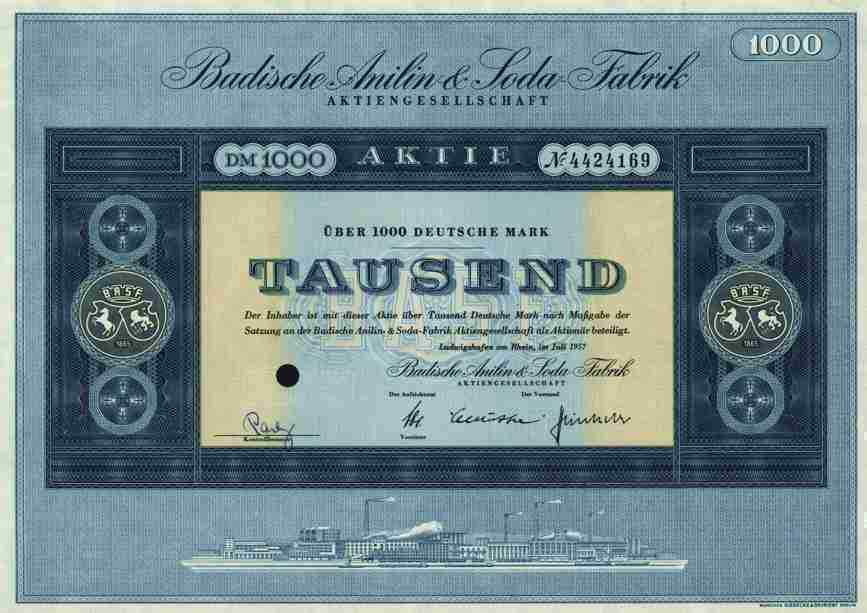 1000
Badische Anilin- & Soda-Fabrik
AKTIENGESELLSCHAFT
DM 1000 AKTIE № 4424169
ÜBER 1000 DEUTSCHE MARK
TAUSEND
Der Inhaber ist mit dieser Aktie über Tausend Deutsche Mark nach Maßgabe der
Satzung an der Badische Anilin- & Soda-Fabrik Aktiengesellschaft als Aktionär beteiligt.
Ludwigshafen am Rhein, im Juli 1957
Badische Anilin- & Soda-Fabrik
AKTIENGESELLSCHAFT
Der Aufsichtsrat Der Vorstand
BASF
1865
BASF
1865
BASF